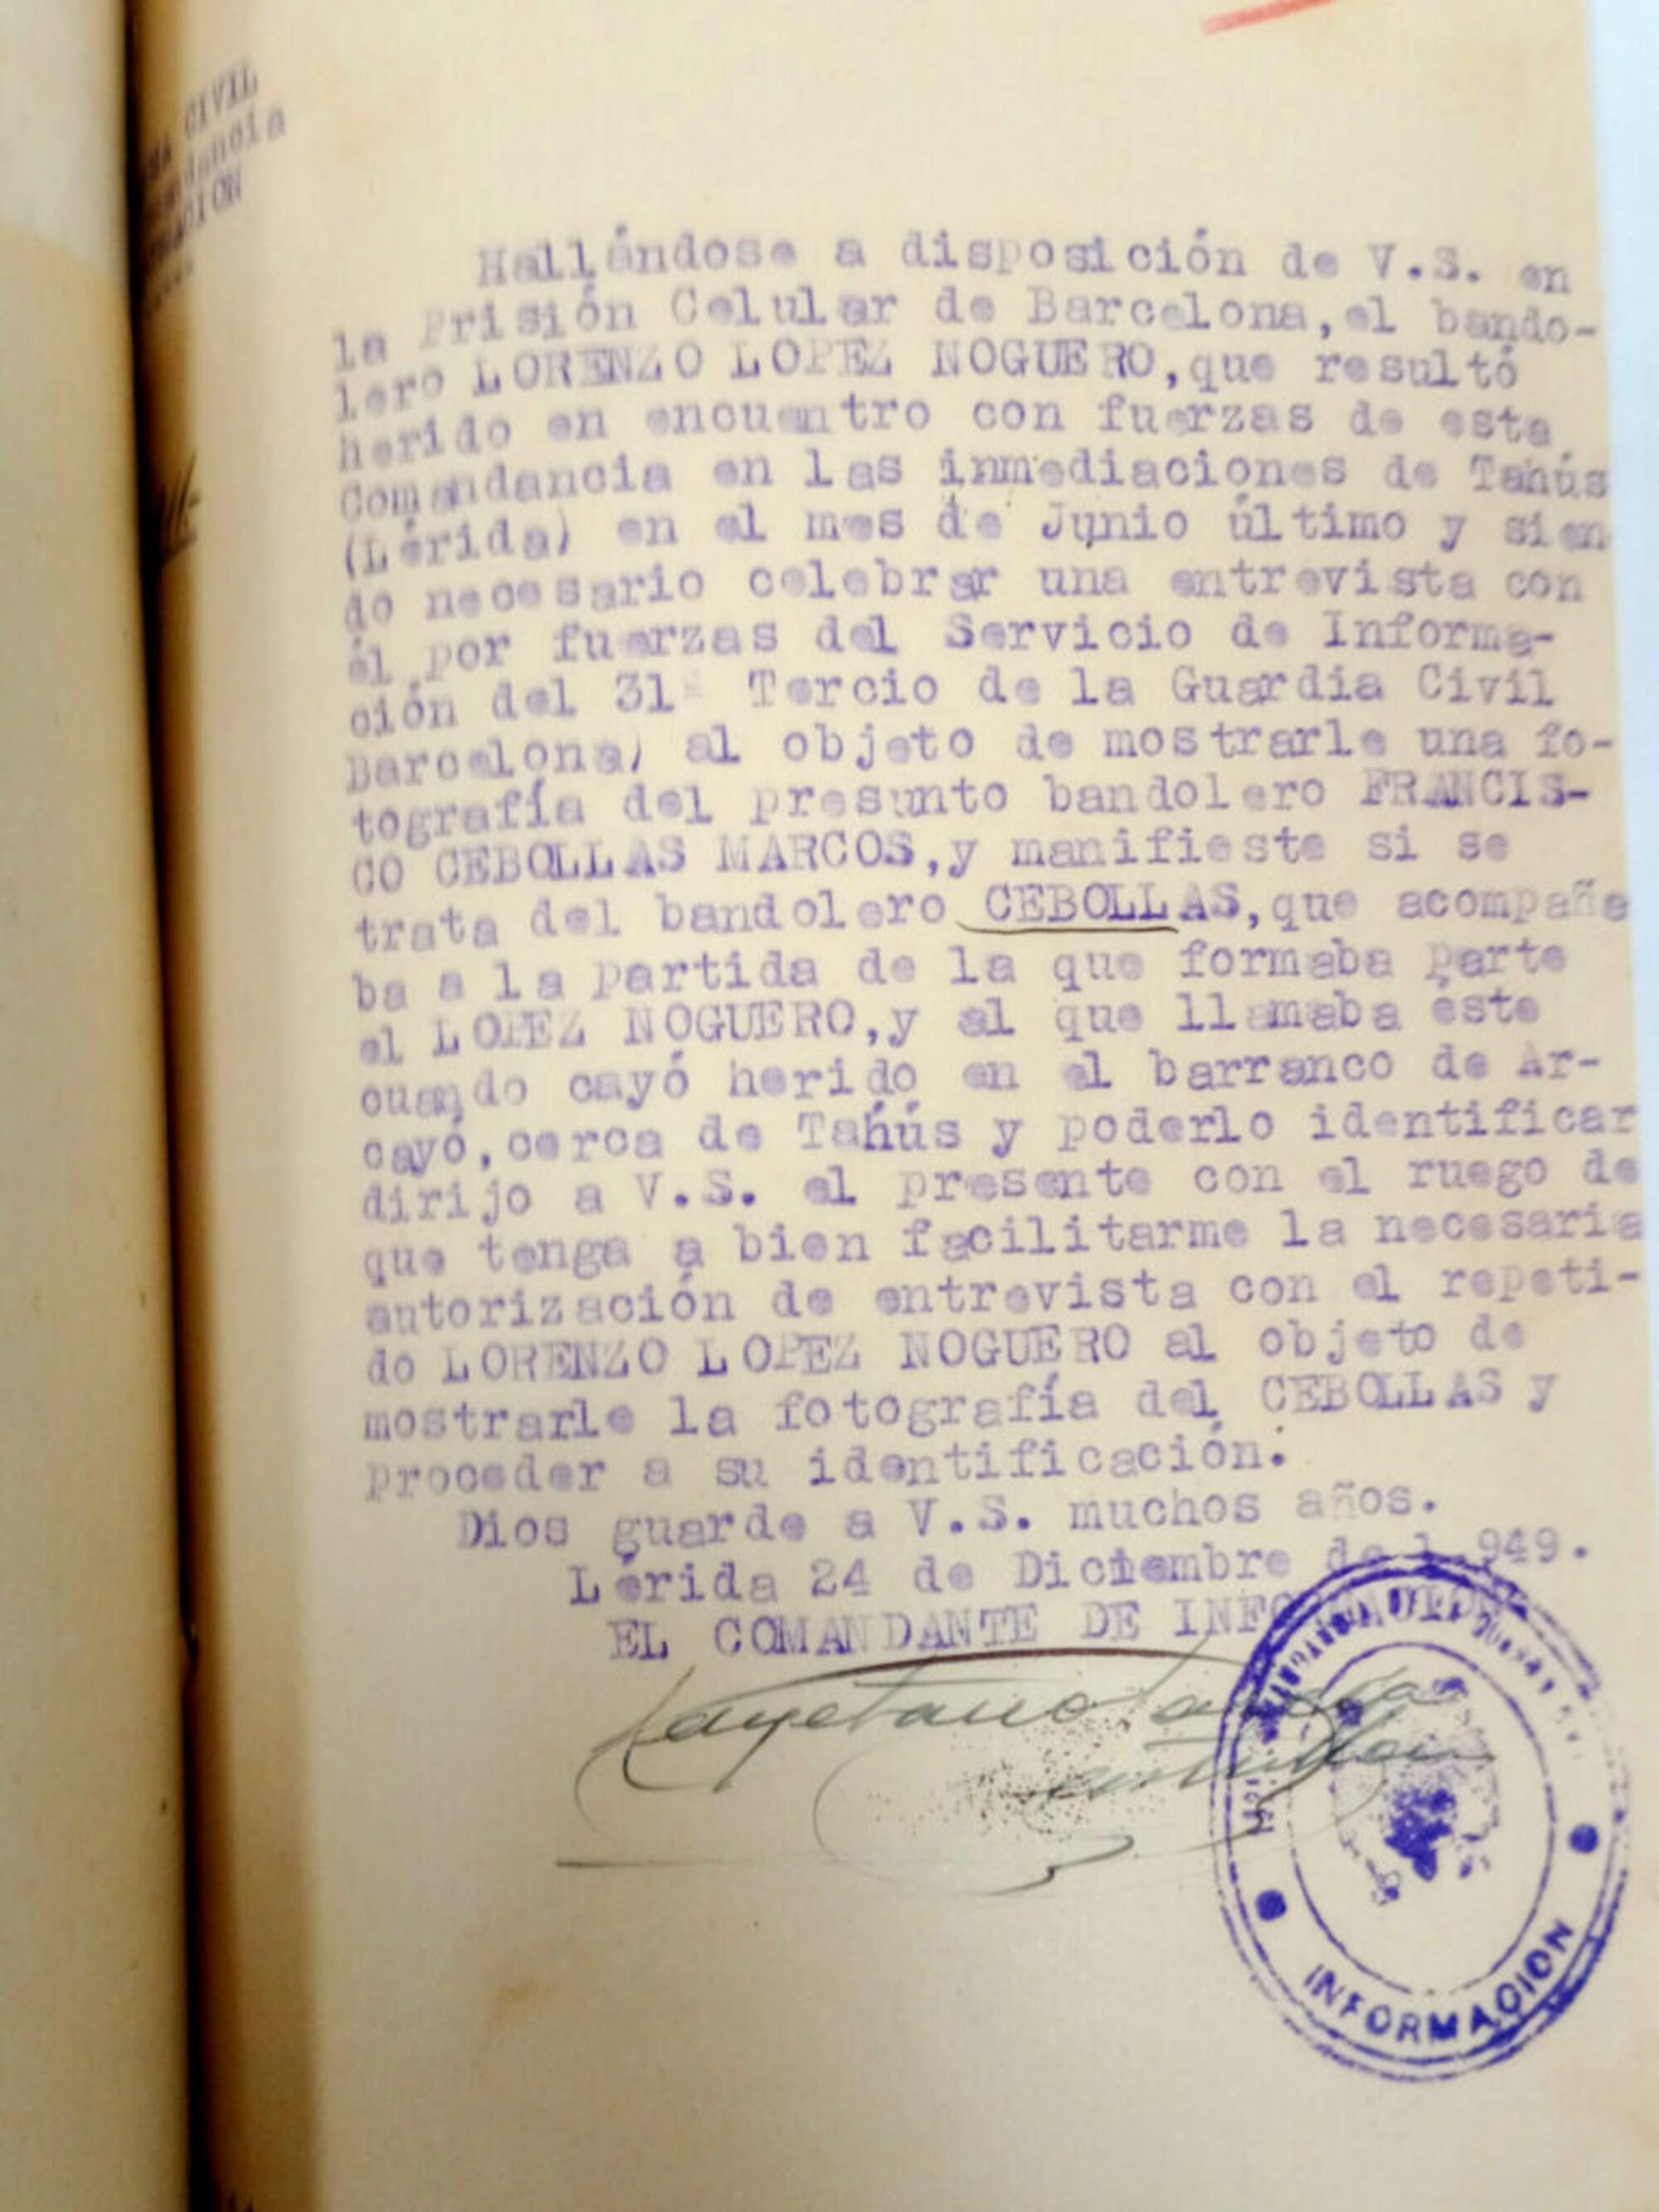 CIVIL
Hallándose a disposición de V.S. en
la Prisión Celular de Barcelona, el bando-
lero LORENZO LOPEZ NOGUERO, que resultó
herido en encuentro con fuerzas de esta
Comandancia en las inmediaciones de Tahús
(Lérida) en el mes de Junio último y sien
do necesario celebrar una entrevista con
él por fuerzas del Servicio de Informa-
ción del 31º Tercio de la Guardia Civil
Barcelona) al objeto de mostrarle una fo-
tografía del presunto bandolero FRANCIS-
CO CEBOLLAS MARCOS, y manifieste si se
trata del bandolero CEBOLLAS, que acompaña
ba a la partida de la que formaba parte
el LOPEZ NOGUERO, y al que llamaba éste
cuando cayó herido en el barranco de Ar-
cayó, cerca de Tahús y poderlo identificar
dirijo a V.S. el presente con el ruego de
que tenga a bien facilitarme la necesaria
autorización de entrevista con el repeti-
do LORENZO LOPEZ NOGUERO al objeto de
mostrarle la fotografía del CEBOLLAS y
proceder a su identificación.
Dios guarde a V.S. muchos años.
Lérida 24 de Diciembre de 1.949.
EL COMANDANTE DE INFORMACION
Cayetano
INFORMACION